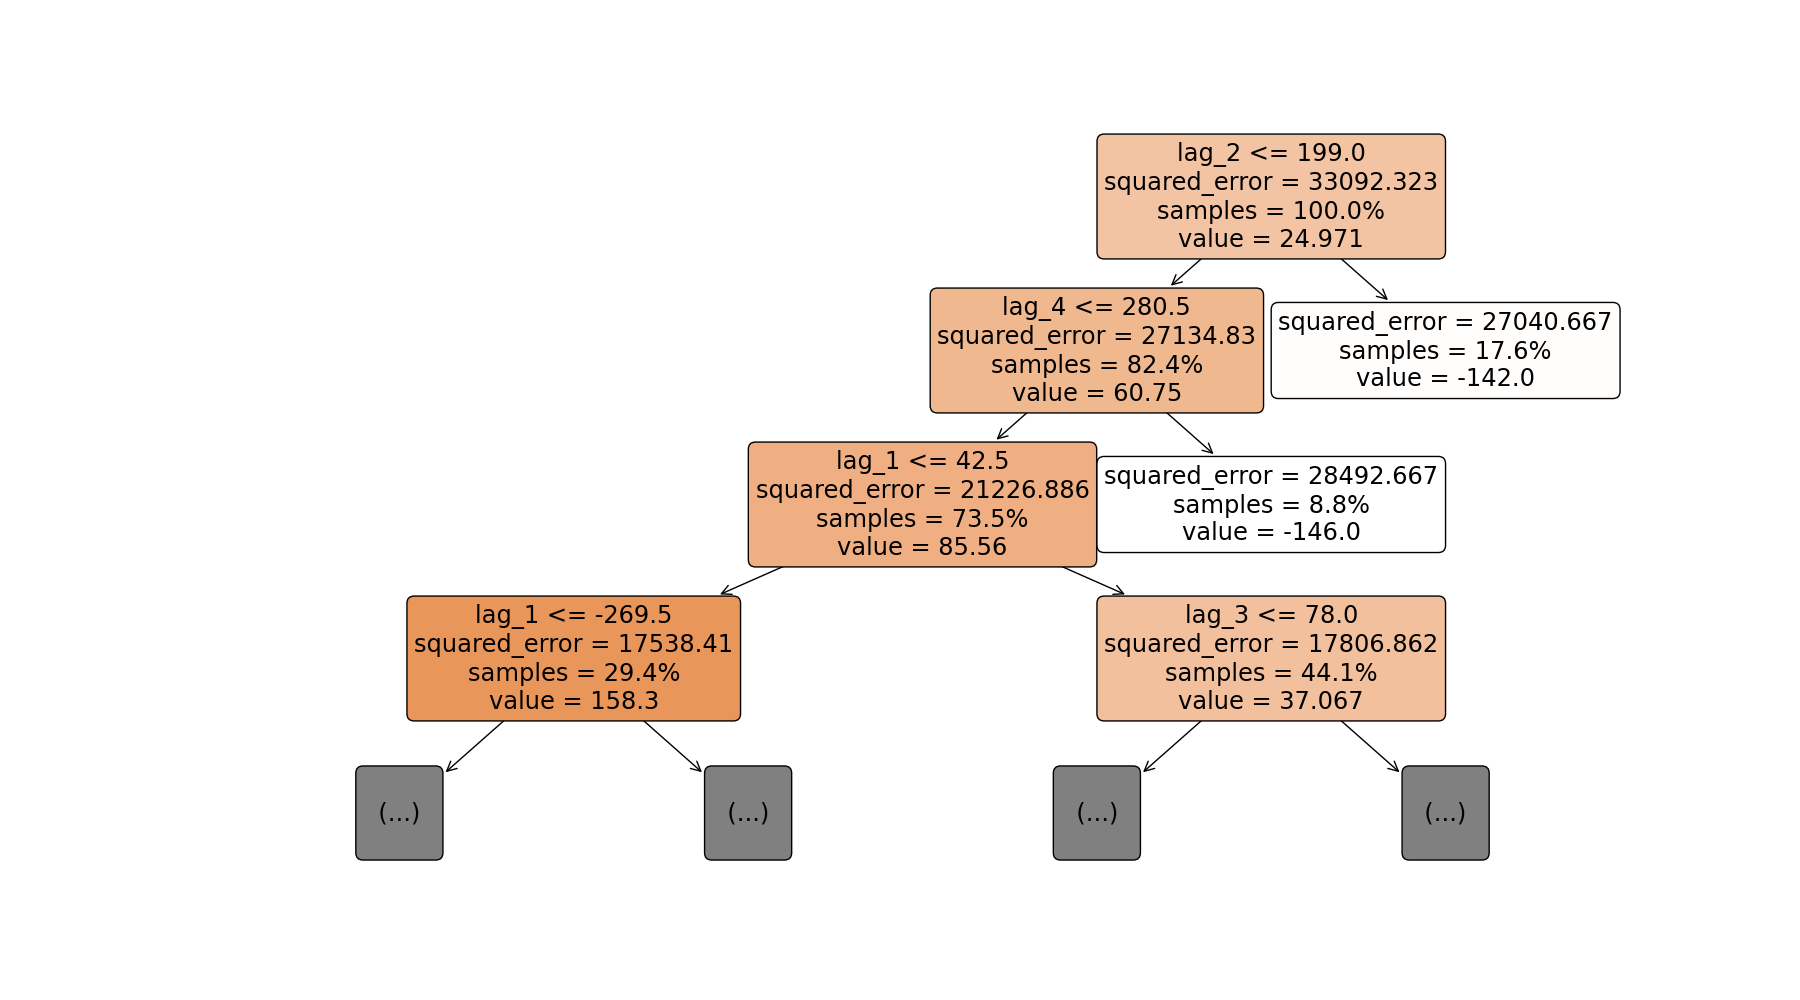 lag_2 <= 199.0
squared_error = 33092.323
samples = 100.0%
value = 24.971
lag_4 <= 280.5
squared_error = 27134.83
samples = 82.4%
value = 60.75
squared_error = 27040.667
samples = 17.6%
value = -142.0
lag_1 <= 42.5
squared_error = 21226.886
samples = 73.5%
value = 85.56
squared_error = 28492.667
samples = 8.8%
value = -146.0
lag_1 <= -269.5
squared_error = 17538.41
samples = 29.4%
value = 158.3
lag_3 <= 78.0
squared_error = 17806.862
samples = 44.1%
value = 37.067
(...)
(...)
(...)
(...)